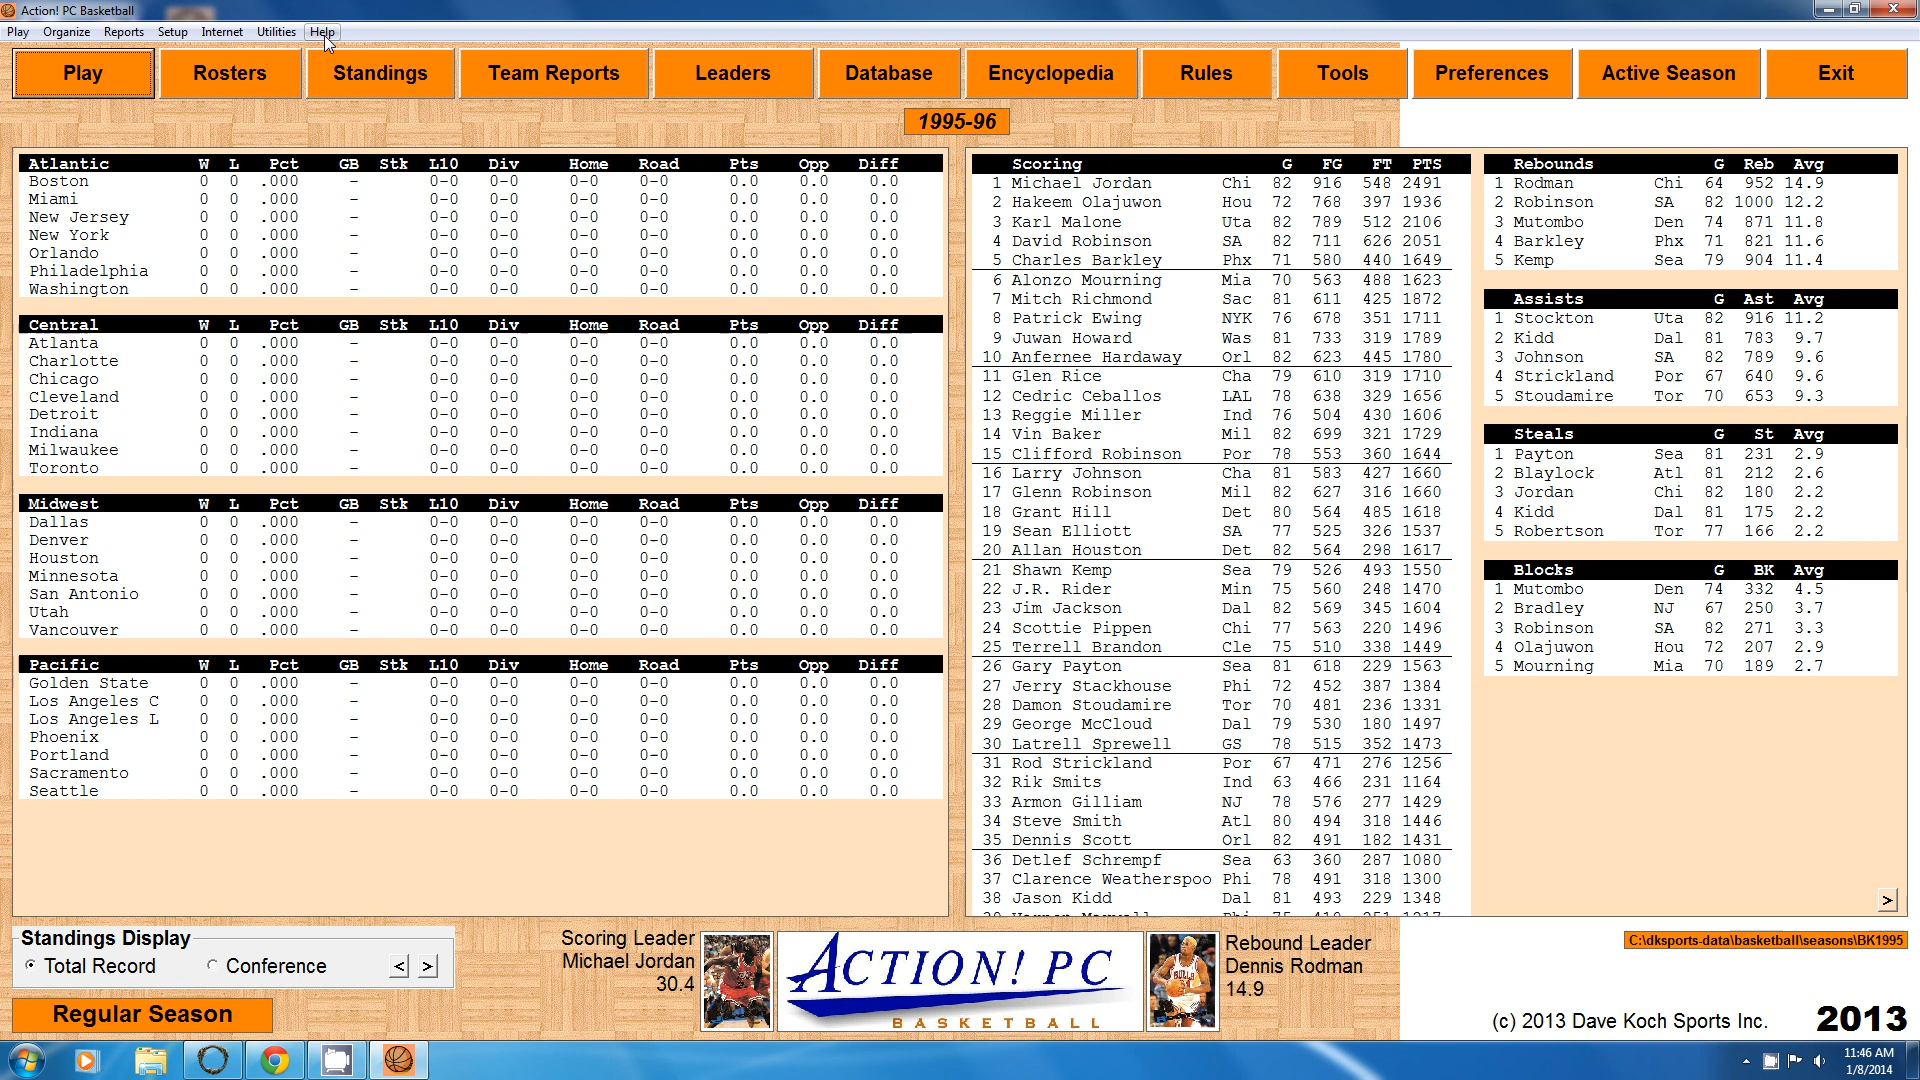 Action! PC Basketball
Play Organize Reports Setup Internet Utilities Help
Play Rosters Standings Team Reports Leaders Database Encyclopedia Rules Tools Preferences Active Season Exit
1995-96
Atlantic W L Pct GB Stk L10 Div Home Road Pts Opp Diff
Boston 0 0 .000 - 0-0 0-0 0-0 0-0 0.0 0.0 0.0
Miami 0 0 .000 - 0-0 0-0 0-0 0-0 0.0 0.0 0.0
New Jersey 0 0 .000 - 0-0 0-0 0-0 0-0 0.0 0.0 0.0
New York 0 0 .000 - 0-0 0-0 0-0 0-0 0.0 0.0 0.0
Orlando 0 0 .000 - 0-0 0-0 0-0 0-0 0.0 0.0 0.0
Philadelphia 0 0 .000 - 0-0 0-0 0-0 0-0 0.0 0.0 0.0
Washington 0 0 .000 - 0-0 0-0 0-0 0-0 0.0 0.0 0.0
Central W L Pct GB Stk L10 Div Home Road Pts Opp Diff
Atlanta 0 0 .000 - 0-0 0-0 0-0 0-0 0.0 0.0 0.0
Charlotte 0 0 .000 - 0-0 0-0 0-0 0-0 0.0 0.0 0.0
Chicago 0 0 .000 - 0-0 0-0 0-0 0-0 0.0 0.0 0.0
Cleveland 0 0 .000 - 0-0 0-0 0-0 0-0 0.0 0.0 0.0
Detroit 0 0 .000 - 0-0 0-0 0-0 0-0 0.0 0.0 0.0
Indiana 0 0 .000 - 0-0 0-0 0-0 0-0 0.0 0.0 0.0
Milwaukee 0 0 .000 - 0-0 0-0 0-0 0-0 0.0 0.0 0.0
Toronto 0 0 .000 - 0-0 0-0 0-0 0-0 0.0 0.0 0.0
Midwest W L Pct GB Stk L10 Div Home Road Pts Opp Diff
Dallas 0 0 .000 - 0-0 0-0 0-0 0-0 0.0 0.0 0.0
Denver 0 0 .000 - 0-0 0-0 0-0 0-0 0.0 0.0 0.0
Houston 0 0 .000 - 0-0 0-0 0-0 0-0 0.0 0.0 0.0
Minnesota 0 0 .000 - 0-0 0-0 0-0 0-0 0.0 0.0 0.0
San Antonio 0 0 .000 - 0-0 0-0 0-0 0-0 0.0 0.0 0.0
Utah 0 0 .000 - 0-0 0-0 0-0 0-0 0.0 0.0 0.0
Vancouver 0 0 .000 - 0-0 0-0 0-0 0-0 0.0 0.0 0.0
Pacific W L Pct GB Stk L10 Div Home Road Pts Opp Diff
Golden State 0 0 .000 - 0-0 0-0 0-0 0-0 0.0 0.0 0.0
Los Angeles C 0 0 .000 - 0-0 0-0 0-0 0-0 0.0 0.0 0.0
Los Angeles L 0 0 .000 - 0-0 0-0 0-0 0-0 0.0 0.0 0.0
Phoenix 0 0 .000 - 0-0 0-0 0-0 0-0 0.0 0.0 0.0
Portland 0 0 .000 - 0-0 0-0 0-0 0-0 0.0 0.0 0.0
Sacramento 0 0 .000 - 0-0 0-0 0-0 0-0 0.0 0.0 0.0
Seattle 0 0 .000 - 0-0 0-0 0-0 0-0 0.0 0.0 0.0
Scoring G FG FT PTS
1 Michael Jordan Chi 82 916 548 2491
2 Hakeem Olajuwon Hou 72 768 397 1936
3 Karl Malone Uta 82 789 512 2106
4 David Robinson SA 82 711 626 2051
5 Charles Barkley Phx 71 580 440 1649
6 Alonzo Mourning Mia 70 563 488 1623
7 Mitch Richmond Sac 81 611 425 1872
8 Patrick Ewing NYK 76 678 351 1711
9 Juwan Howard Was 81 733 319 1789
10 Anfernee Hardaway Orl 82 623 445 1780
11 Glen Rice Cha 79 610 319 1710
12 Cedric Ceballos LAL 78 638 329 1656
13 Reggie Miller Ind 76 504 430 1606
14 Vin Baker Mil 82 699 321 1729
15 Clifford Robinson Por 78 553 360 1644
16 Larry Johnson Cha 81 583 427 1660
17 Glenn Robinson Mil 82 627 316 1660
18 Grant Hill Det 80 564 485 1618
19 Sean Elliott SA 77 525 326 1537
20 Allan Houston Det 82 564 298 1617
21 Shawn Kemp Sea 79 526 493 1550
22 J.R. Rider Min 75 560 248 1470
23 Jim Jackson Dal 82 569 345 1604
24 Scottie Pippen Chi 77 563 220 1496
25 Terrell Brandon Cle 75 510 338 1449
26 Gary Payton Sea 81 618 229 1563
27 Jerry Stackhouse Phi 72 452 387 1384
28 Damon Stoudamire Tor 70 481 236 1331
29 George McCloud Dal 79 530 180 1497
30 Latrell Sprewell GS 78 515 352 1473
31 Rod Strickland Por 67 471 276 1256
32 Rik Smits Ind 63 466 231 1164
33 Armon Gilliam NJ 78 576 277 1429
34 Steve Smith Atl 80 494 318 1446
35 Dennis Scott Orl 82 491 182 1431
36 Detlef Schrempf Sea 63 360 287 1080
37 Clarence Weatherspoo Phi 78 491 318 1300
38 Jason Kidd Dal 81 493 229 1348
Rebounds G Reb Avg
1 Rodman Chi 64 952 14.9
2 Robinson SA 82 1000 12.2
3 Mutombo Den 74 871 11.8
4 Barkley Phx 71 821 11.6
5 Kemp Sea 79 904 11.4
Assists G Ast Avg
1 Stockton Uta 82 916 11.2
2 Kidd Dal 81 783 9.7
3 Johnson SA 82 789 9.6
4 Strickland Por 67 640 9.6
5 Stoudamire Tor 70 653 9.3
Steals G St Avg
1 Payton Sea 81 231 2.9
2 Blaylock Atl 81 212 2.6
3 Jordan Chi 82 180 2.2
4 Kidd Dal 81 175 2.2
5 Robertson Tor 77 166 2.2
Blocks G BK Avg
1 Mutombo Den 74 332 4.5
2 Bradley NJ 67 250 3.7
3 Robinson SA 82 271 3.3
4 Olajuwon Hou 72 207 2.9
5 Mourning Mia 70 189 2.7
>
Standings Display
Total Record Conference < >
Regular Season
Scoring Leader
Michael Jordan
30.4
ACTION! PC
BASKETBALL
Rebound Leader
Dennis Rodman
14.9
C:\dksports-data\basketball\seasons\BK1995
(c) 2013 Dave Koch Sports Inc. 2013
11:46 AM
1/8/2014